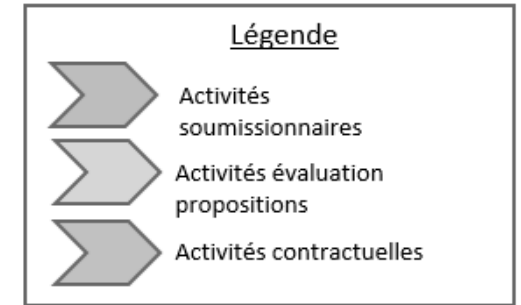 Légende
Activités
soumissionnaires
Activités évaluation
propositions
Activités contractuelles